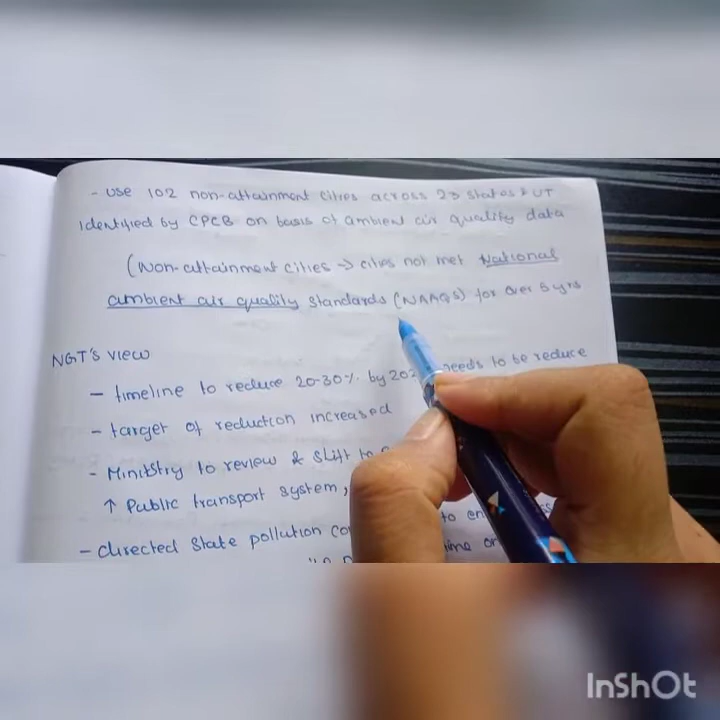 - Use 102 non-attainment cities across 23 states & UT
identified by CPCB on basis of ambient air quality data
(Non-attainment cities → cities not met National
ambient air quality standards (NAAQS) for over 5 yrs
NGT's view
- timeline to reduce 20-30% by needs to be reduce
- target of reduction increased
- Ministry to review & shift to
↑ Public transport system,
- directed state pollution to
InShOt